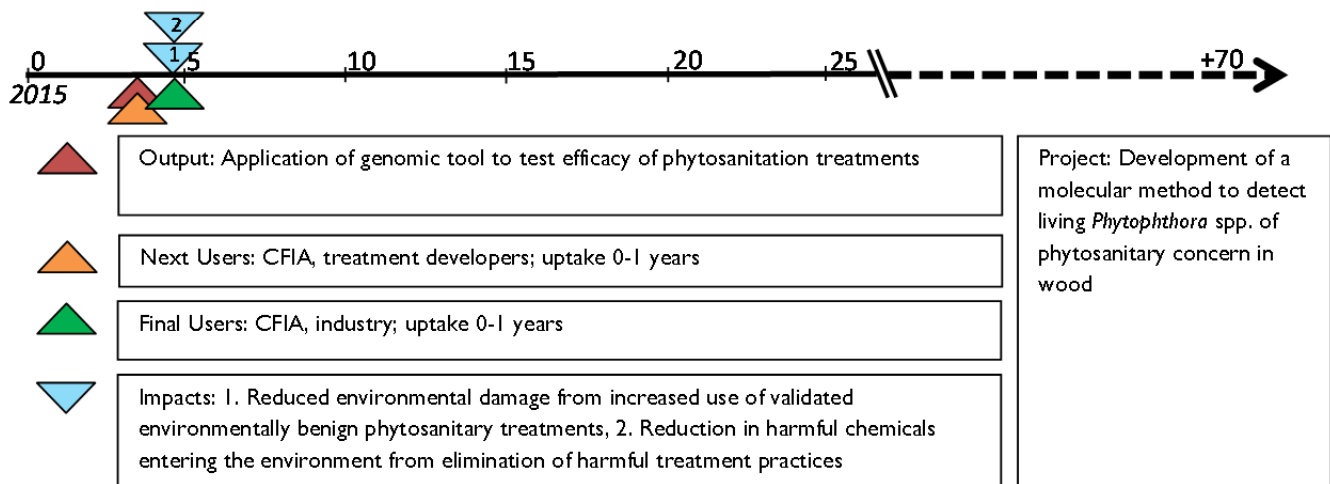 2
1
0 5 10 15 20 25 +70
2015
Output: Application of genomic tool to test efficacy of phytosanitation treatments
Next Users: CFIA, treatment developers; uptake 0-1 years
Final Users: CFIA, industry; uptake 0-1 years
Impacts: 1. Reduced environmental damage from increased use of validated
environmentally benign phytosanitary treatments, 2. Reduction in harmful chemicals
entering the environment from elimination of harmful treatment practices
Project: Development of a
molecular method to detect
living Phytophthora spp. of
phytosanitary concern in
wood